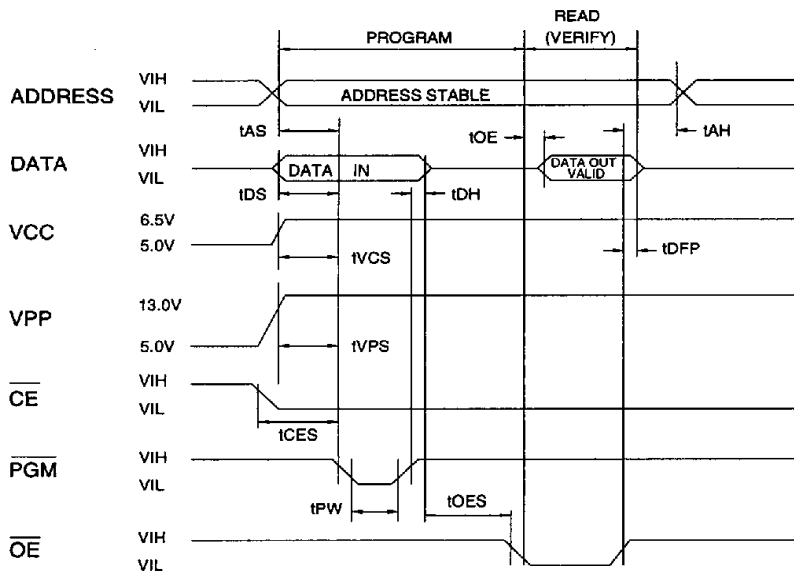 READ
PROGRAM (VERIFY)
ADDRESS VIH
VIL ADDRESS STABLE
tAS tOE tAH
DATA VIH
VIL DATA IN DATA OUT
VALID
tDS tDH
VCC 6.5V
5.0V tVCS tDFP
VPP 13.0V
5.0V tVPS
CE VIH
VIL
tCES
PGM VIH
VIL
tPW tOES
OE VIH
VIL